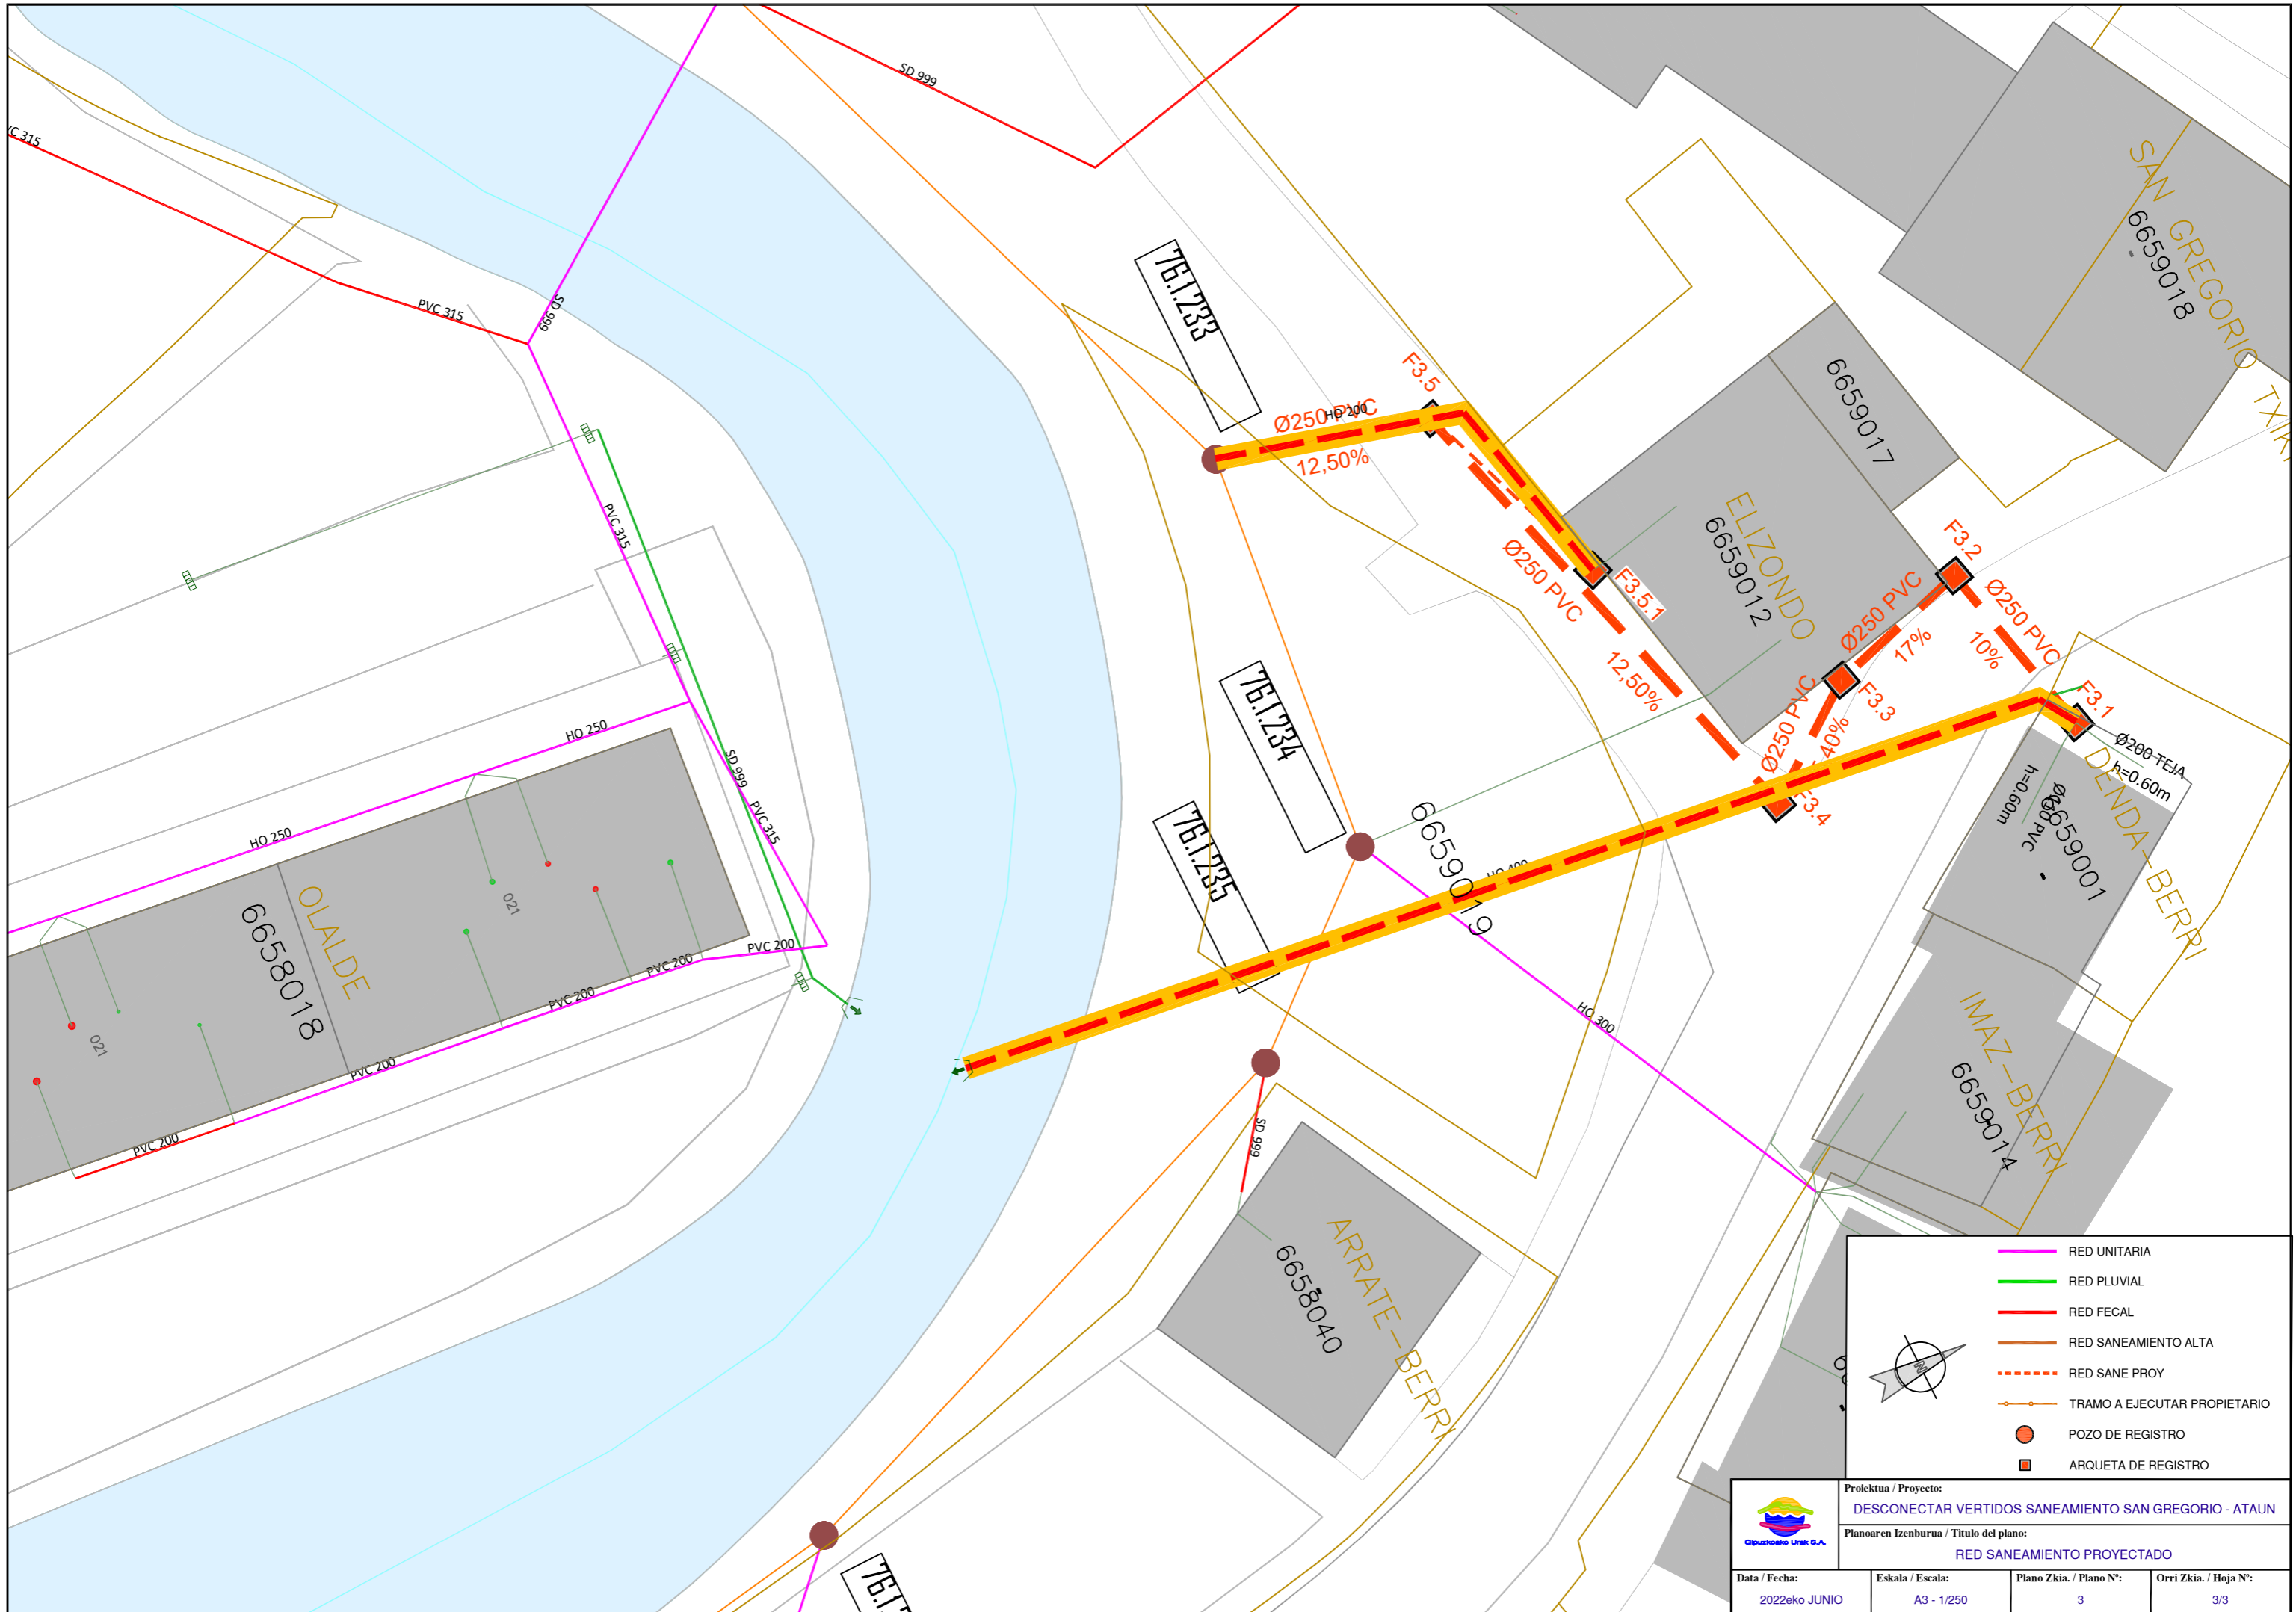 SD 999
VC 315
PVC 315
SD 999
PVC 315
HO 250
HO 250
SD 999
PVC 315
PVC 200
PVC 200
PVC 200
PVC 200
PVC 200
OLALDE
6658018
021
021
76.1.233
76.1.234
76.1.235
F3.5
Ø250 PVC
HO 200
12,50%
Ø250 PVC
12,50%
F3.5.1
ELIZONDO
6659012
6659017
SAN GREGORIO TXIK
6659018
F3.2
Ø250 PVC
17%
Ø250 PVC
10%
F3.3
Ø250 PVC
40%
F3.4
F3.1
Ø200 TEJA
h=0.60m
h=0.60m
PVC
6659001
DENDA-BERRI
HO 400
6659019
HO 300
IMAZ-BERRI
6659014
SD 999
ARRATE-BERRI
6658040
76.1.
RED UNITARIA
RED PLUVIAL
RED FECAL
RED SANEAMIENTO ALTA
RED SANE PROY
TRAMO A EJECUTAR PROPIETARIO
POZO DE REGISTRO
ARQUETA DE REGISTRO
N
Gipuzkoako Urak S.A.
Proiektua / Proyecto:
DESCONECTAR VERTIDOS SANEAMIENTO SAN GREGORIO - ATAUN
Planoaren Izenburua / Titulo del plano:
RED SANEAMIENTO PROYECTADO
Data / Fecha:
2022eko JUNIO
Eskala / Escala:
A3 - 1/250
Plano Zkia. / Plano Nº:
3
Orri Zkia. / Hoja Nº:
3/3